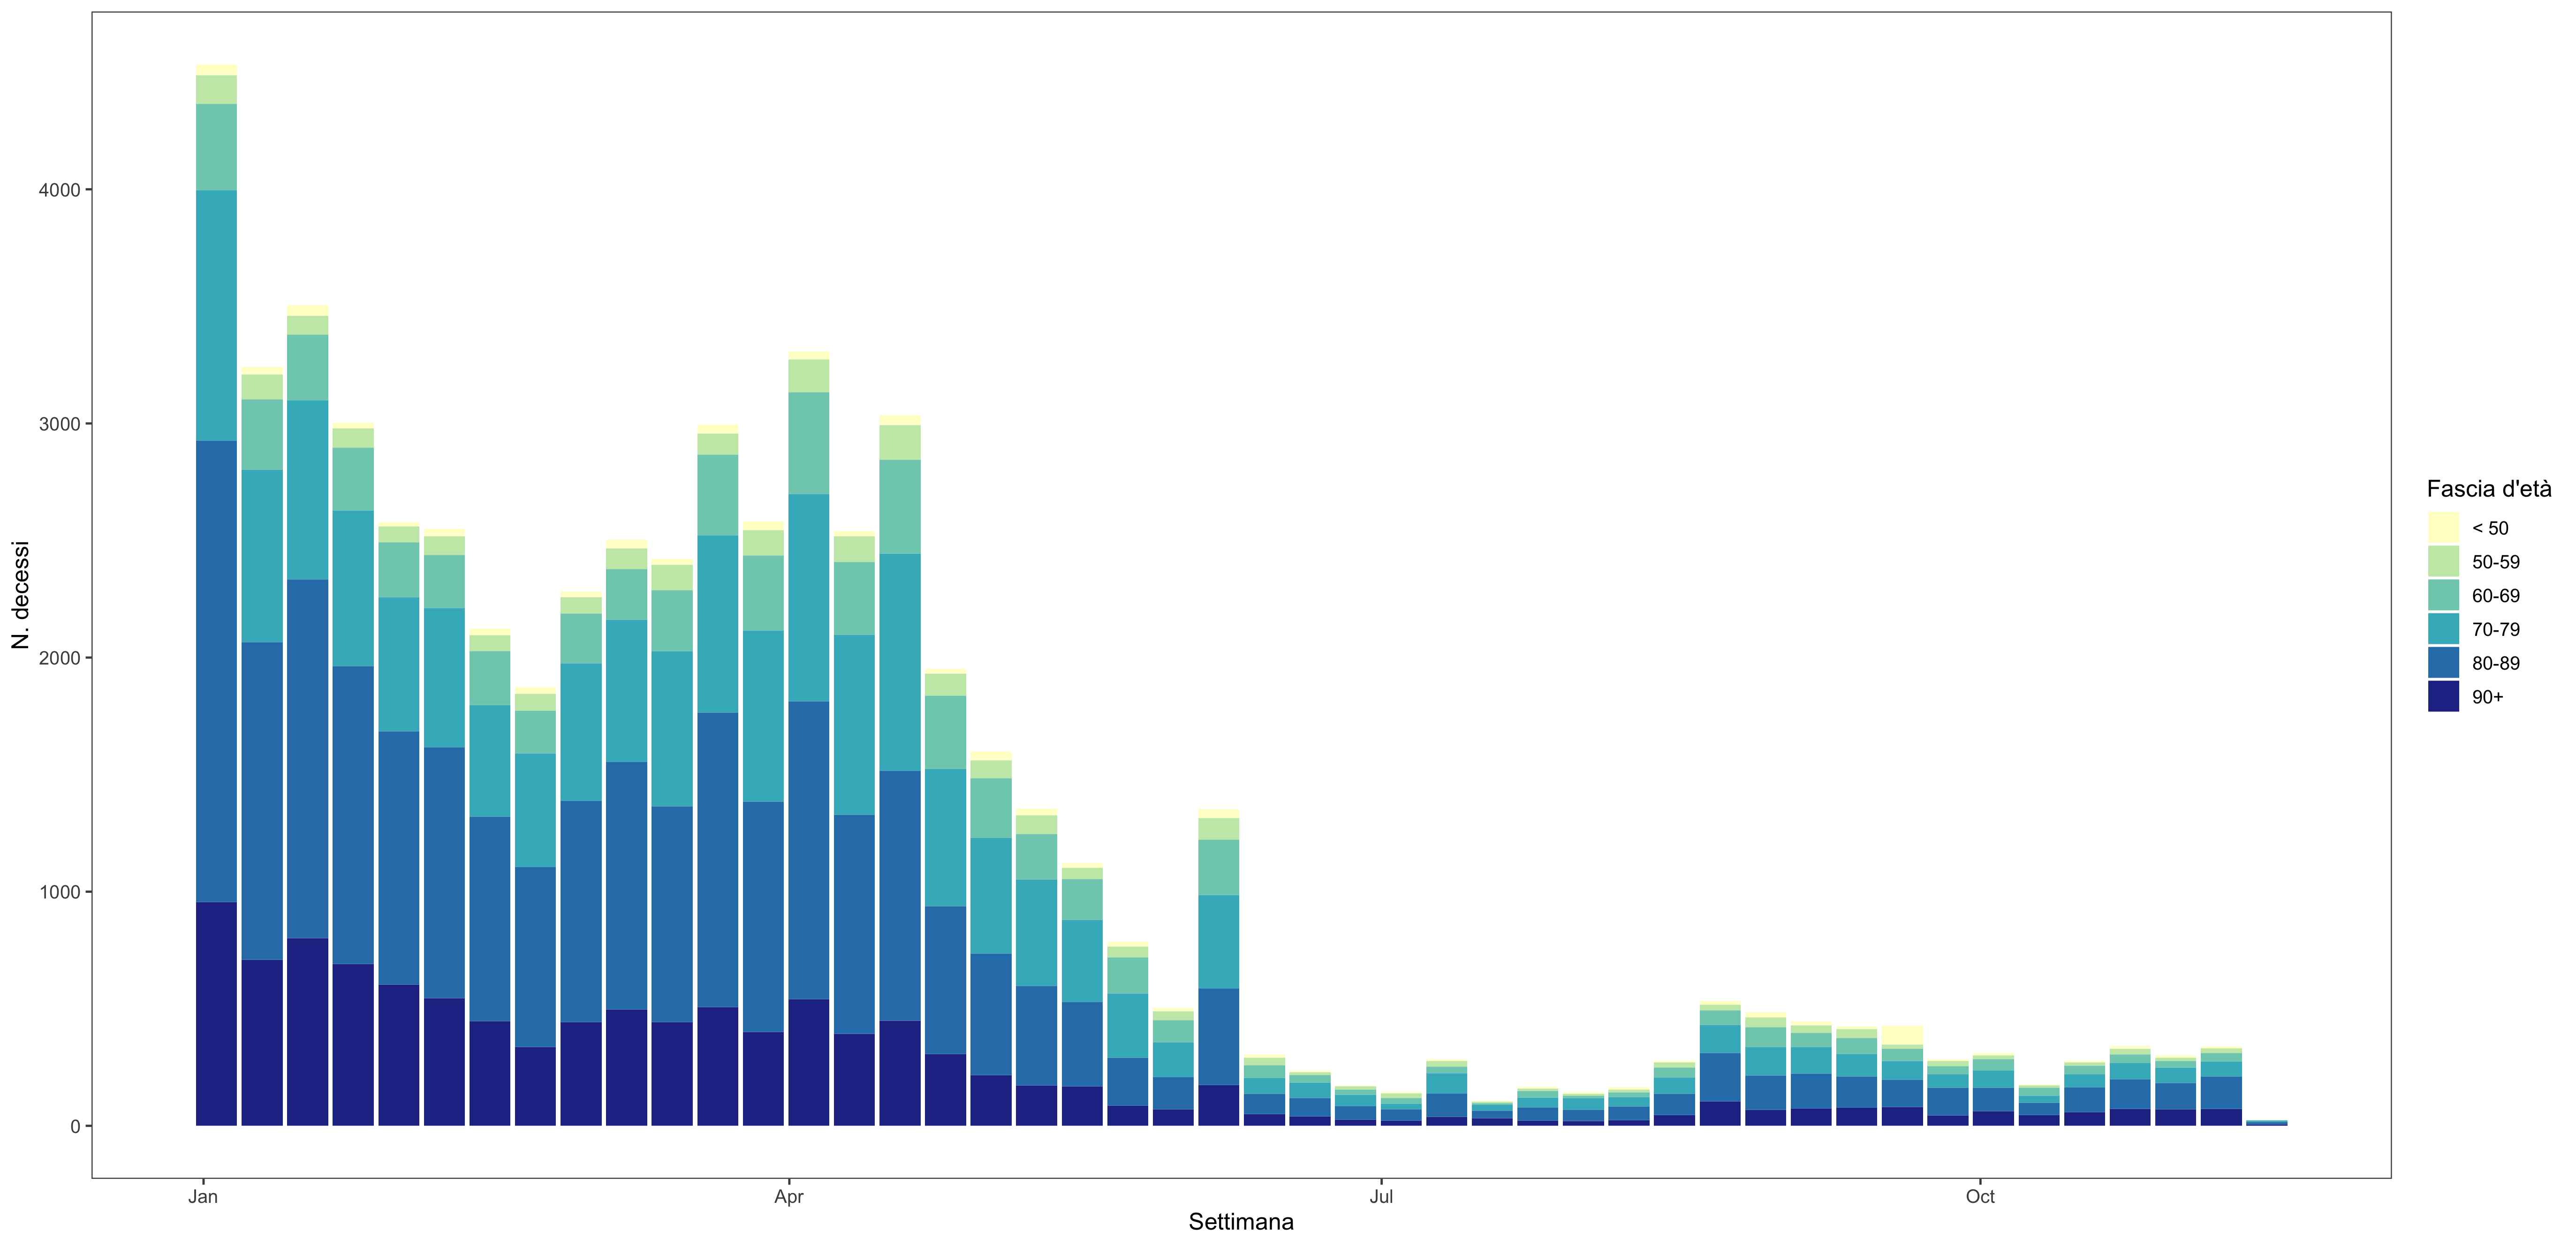 4000
3000
2000
1000
0
N. decessi
Jan
Apr
Jul
Oct
Settimana
Fascia d'età
< 50
50-59
60-69
70-79
80-89
90+